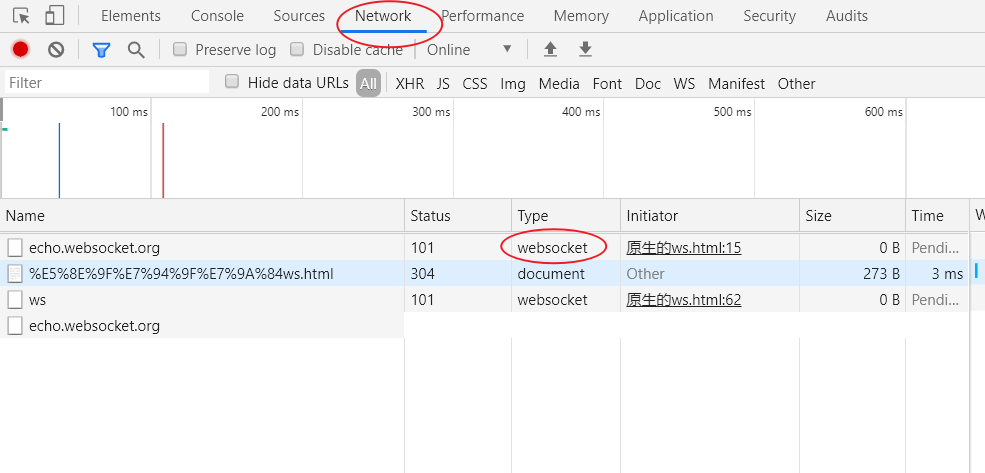 Elements Console Sources Network Performance Memory Application Security Audits
Preserve log Disable cache Online
Filter Hide data URLs All XHR JS CSS Img Media Font Doc WS Manifest Other
100 ms 200 ms 300 ms 400 ms 500 ms 600 ms
Name Status Type Initiator Size Time W
echo.websocket.org 101 websocket 原生的ws.html:15 0 B Pendi...
%E5%8E%9F%E7%94%9F%E7%9A%84ws.html 304 document Other 273 B 3 ms
ws 101 websocket 原生的ws.html:62 0 B Pendi...
echo.websocket.org